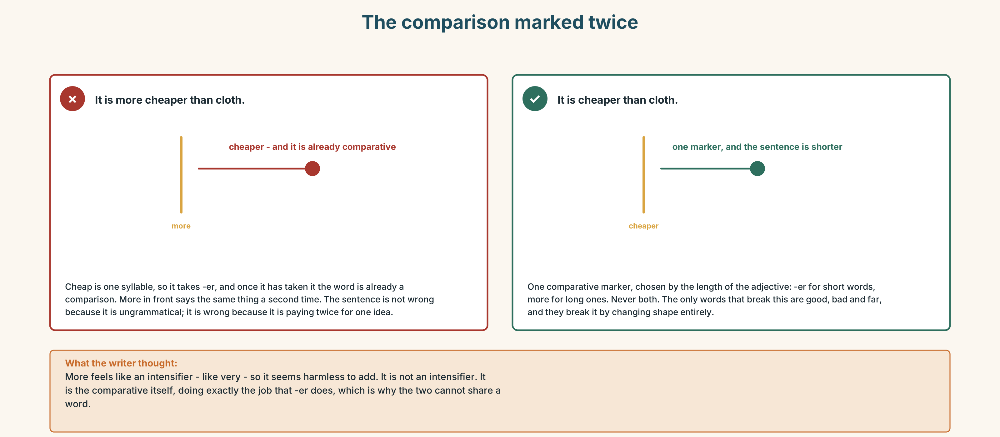 The comparison marked twice
It is more cheaper than cloth.
cheaper - and it is already comparative
more
Cheap is one syllable, so it takes -er, and once it has taken it the word is already a
comparison. More in front says the same thing a second time. The sentence is not wrong
because it is ungrammatical; it is wrong because it is paying twice for one idea.
It is cheaper than cloth.
one marker, and the sentence is shorter
cheaper
One comparative marker, chosen by the length of the adjective: -er for short words,
more for long ones. Never both. The only words that break this are good, bad and far,
and they break it by changing shape entirely.
What the writer thought:
More feels like an intensifier - like very - so it seems harmless to add. It is not an intensifier. It
is the comparative itself, doing exactly the job that -er does, which is why the two cannot share a
word.